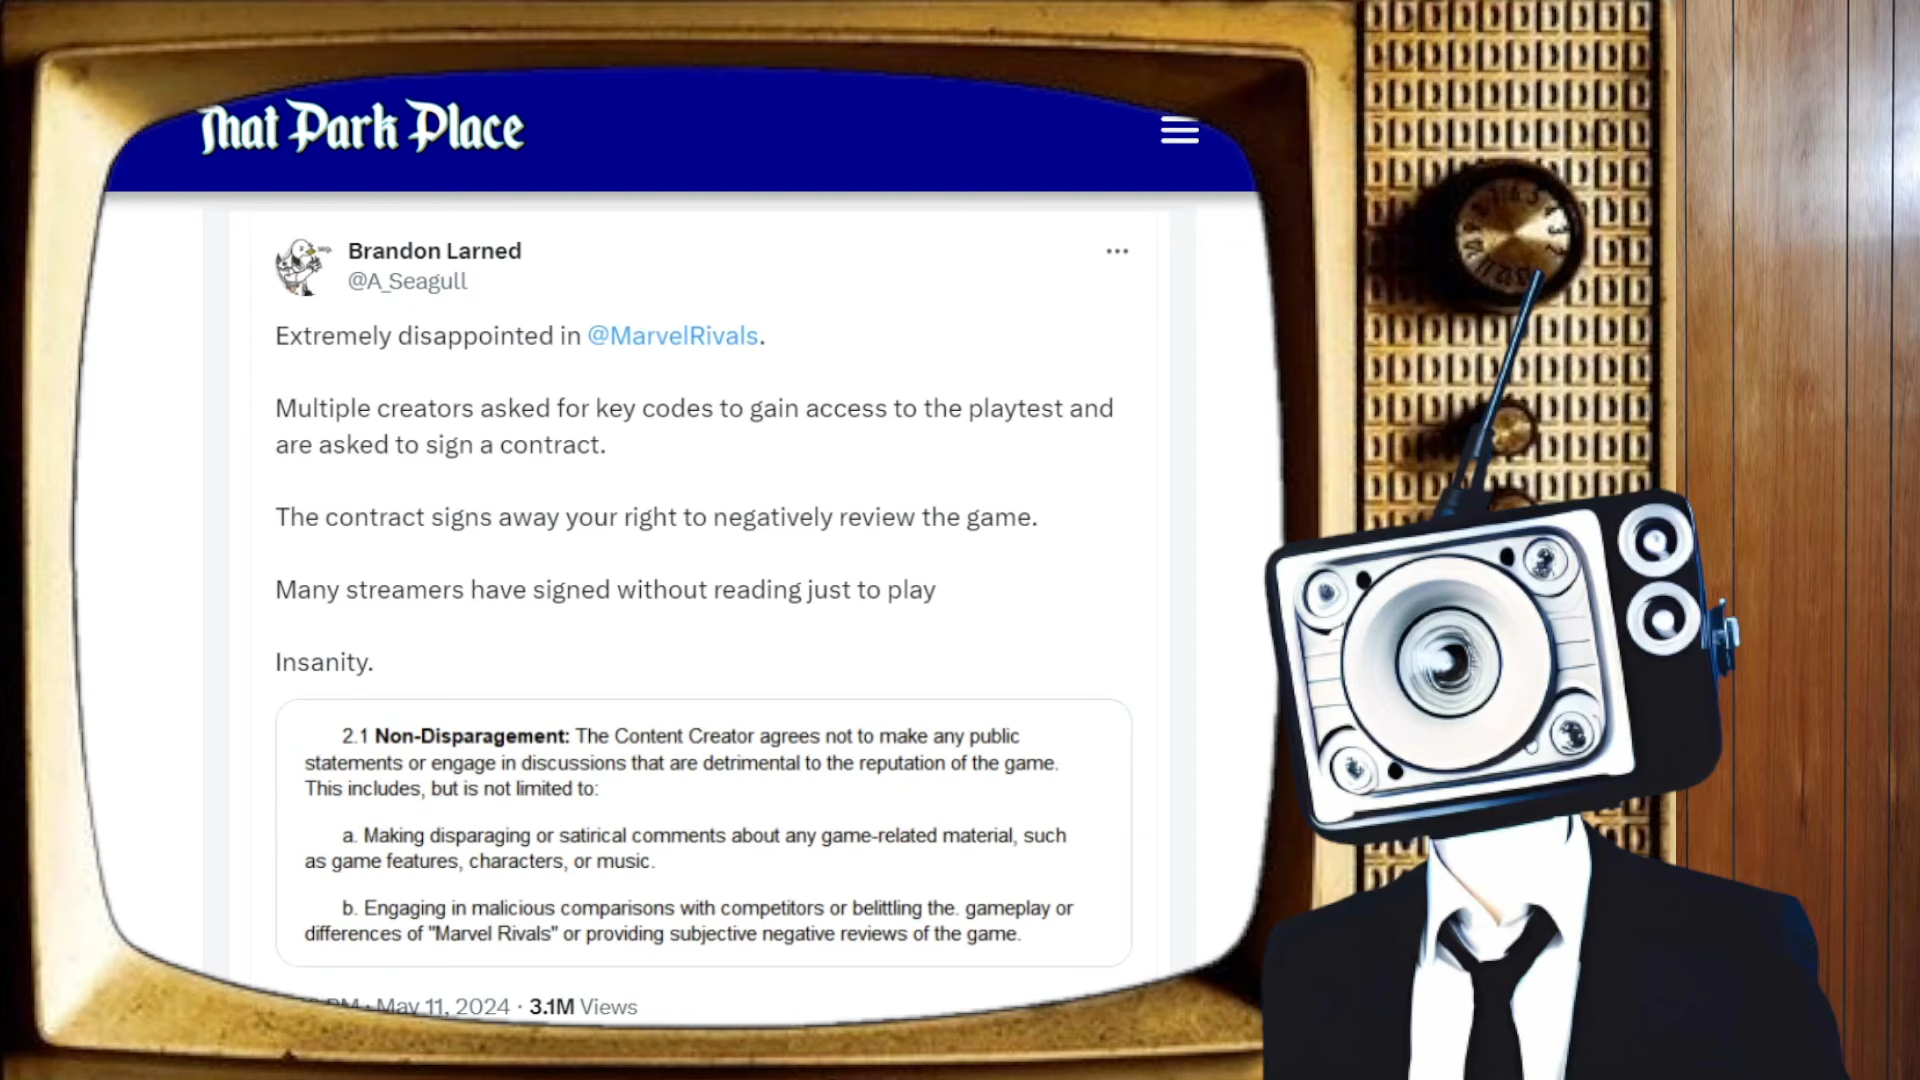 That Park Place
Brandon Larned
@A_Seagull
Extremely disappointed in @MarvelRivals.
Multiple creators asked for key codes to gain access to the playtest and
are asked to sign a contract.
The contract signs away your right to negatively review the game.
Many streamers have signed without reading just to play
Insanity.
2.1 Non-Disparagement: The Content Creator agrees not to make any public
statements or engage in discussions that are detrimental to the reputation of the game.
This includes, but is not limited to:
a. Making disparaging or satirical comments about any game-related material, such
as game features, characters, or music.
b. Engaging in malicious comparisons with competitors or belittling the. gameplay or
differences of "Marvel Rivals" or providing subjective negative reviews of the game.
PM · May 11, 2024 · 3.1M Views